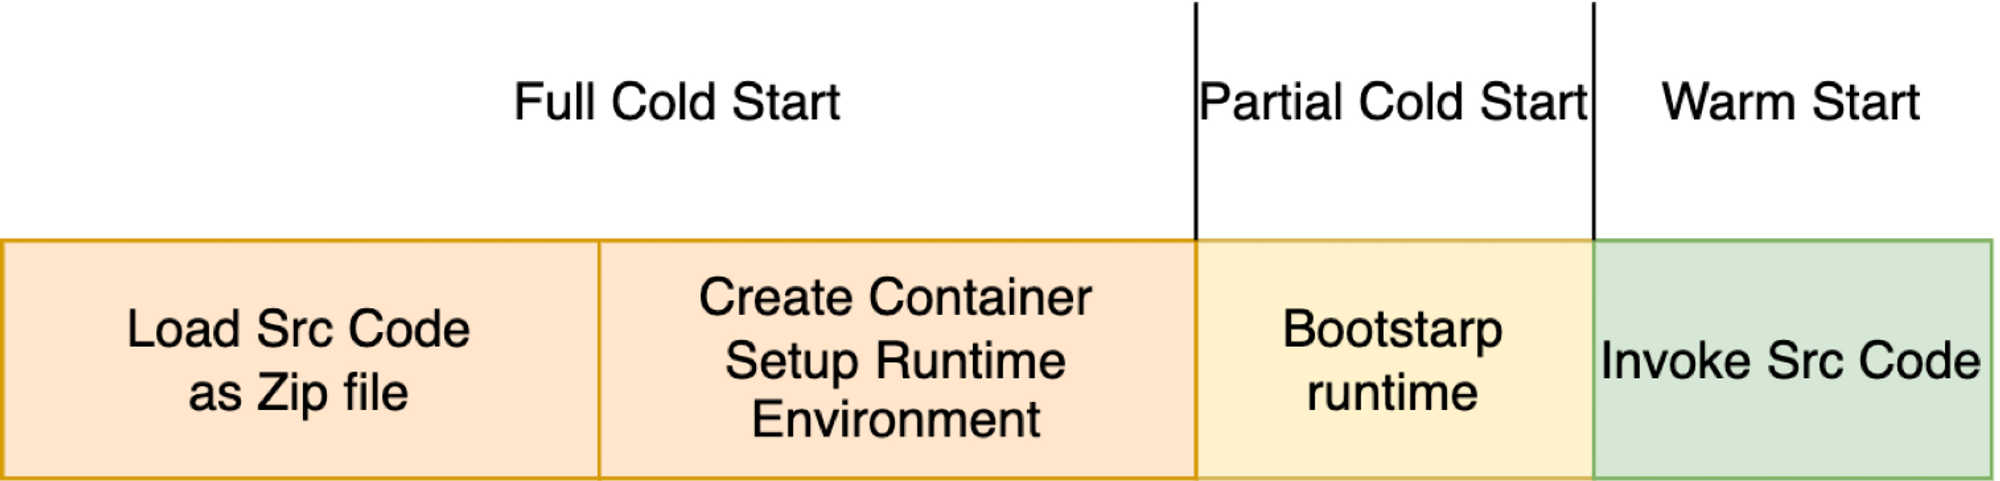 Full Cold Start
Partial Cold Start
Warm Start
Load Src Code
as Zip file
Create Container
Setup Runtime
Environment
Bootstarp
runtime
Invoke Src Code